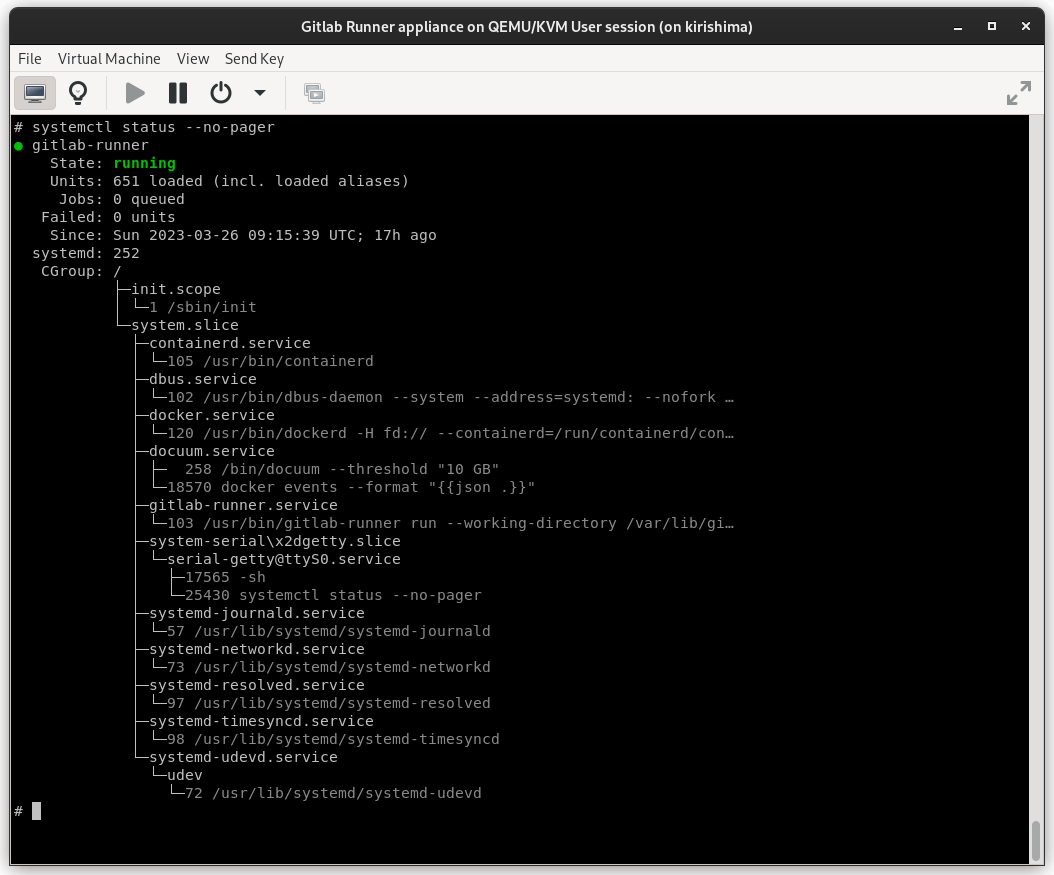 Gitlab Runner appliance on QEMU/KVM User session (on kirishima)
File Virtual Machine View Send Key
# systemctl status --no-pager
● gitlab-runner
    State: running
    Units: 651 loaded (incl. loaded aliases)
     Jobs: 0 queued
   Failed: 0 units
    Since: Sun 2023-03-26 09:15:39 UTC; 17h ago
  systemd: 252
   CGroup: /
           ├─init.scope
           │ └─1 /sbin/init
           └─system.slice
             ├─containerd.service
             │ └─105 /usr/bin/containerd
             ├─dbus.service
             │ └─102 /usr/bin/dbus-daemon --system --address=systemd: --nofork …
             ├─docker.service
             │ └─120 /usr/bin/dockerd -H fd:// --containerd=/run/containerd/con…
             ├─docuum.service
             │ ├─  258 /bin/docuum --threshold "10 GB"
             │ └─18570 docker events --format "{{json .}}"
             ├─gitlab-runner.service
             │ └─103 /usr/bin/gitlab-runner run --working-directory /var/lib/gi…
             ├─system-serial\x2dgetty.slice
             │ └─serial-getty@ttyS0.service
             │   ├─17565 -sh
             │   └─25430 systemctl status --no-pager
             ├─systemd-journald.service
             │ └─57 /usr/lib/systemd/systemd-journald
             ├─systemd-networkd.service
             │ └─73 /usr/lib/systemd/systemd-networkd
             ├─systemd-resolved.service
             │ └─97 /usr/lib/systemd/systemd-resolved
             ├─systemd-timesyncd.service
             │ └─98 /usr/lib/systemd/systemd-timesyncd
             └─systemd-udevd.service
               └─udev
                 └─72 /usr/lib/systemd/systemd-udevd
#